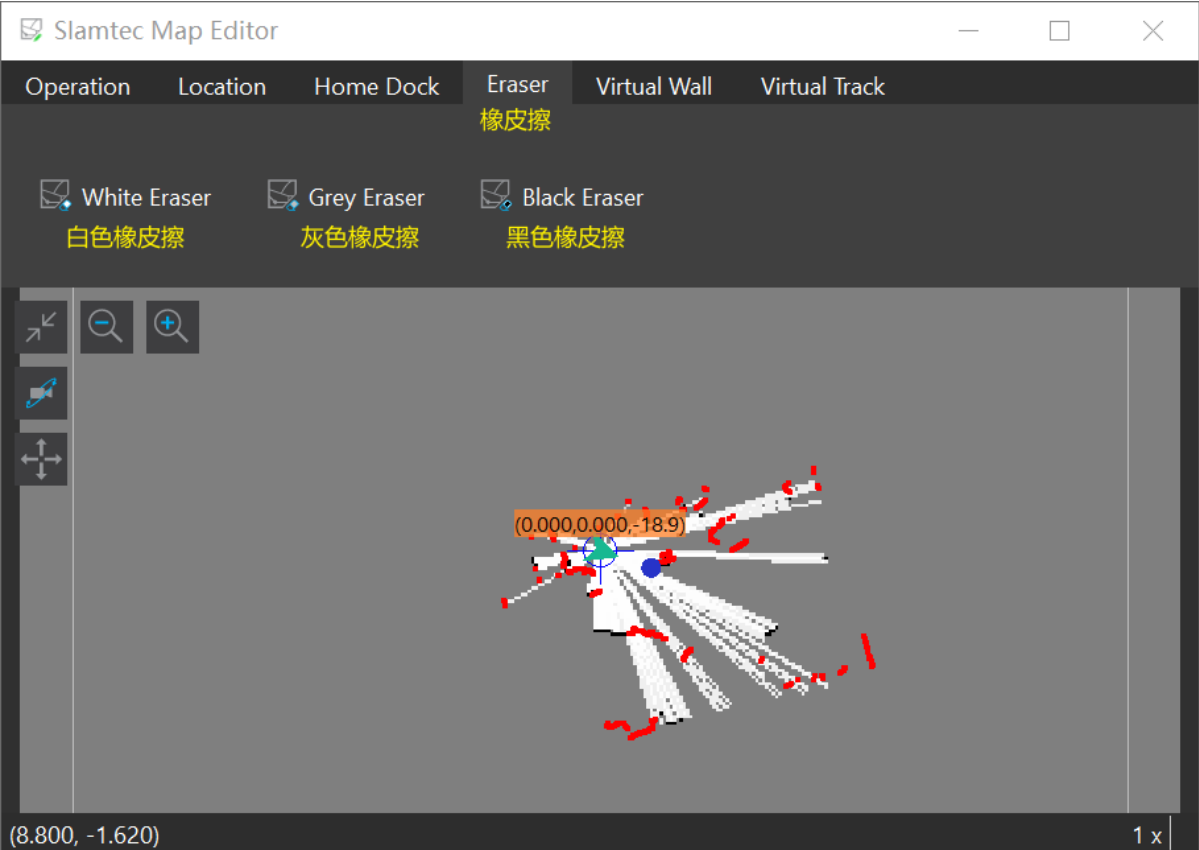 Slamtec Map Editor
Operation Location Home Dock Eraser Virtual Wall Virtual Track
橡皮擦
White Eraser Grey Eraser Black Eraser
白色橡皮擦 灰色橡皮擦 黑色橡皮擦
(0.000,0.000,-18.9)
(8.800, -1.620) 1 x